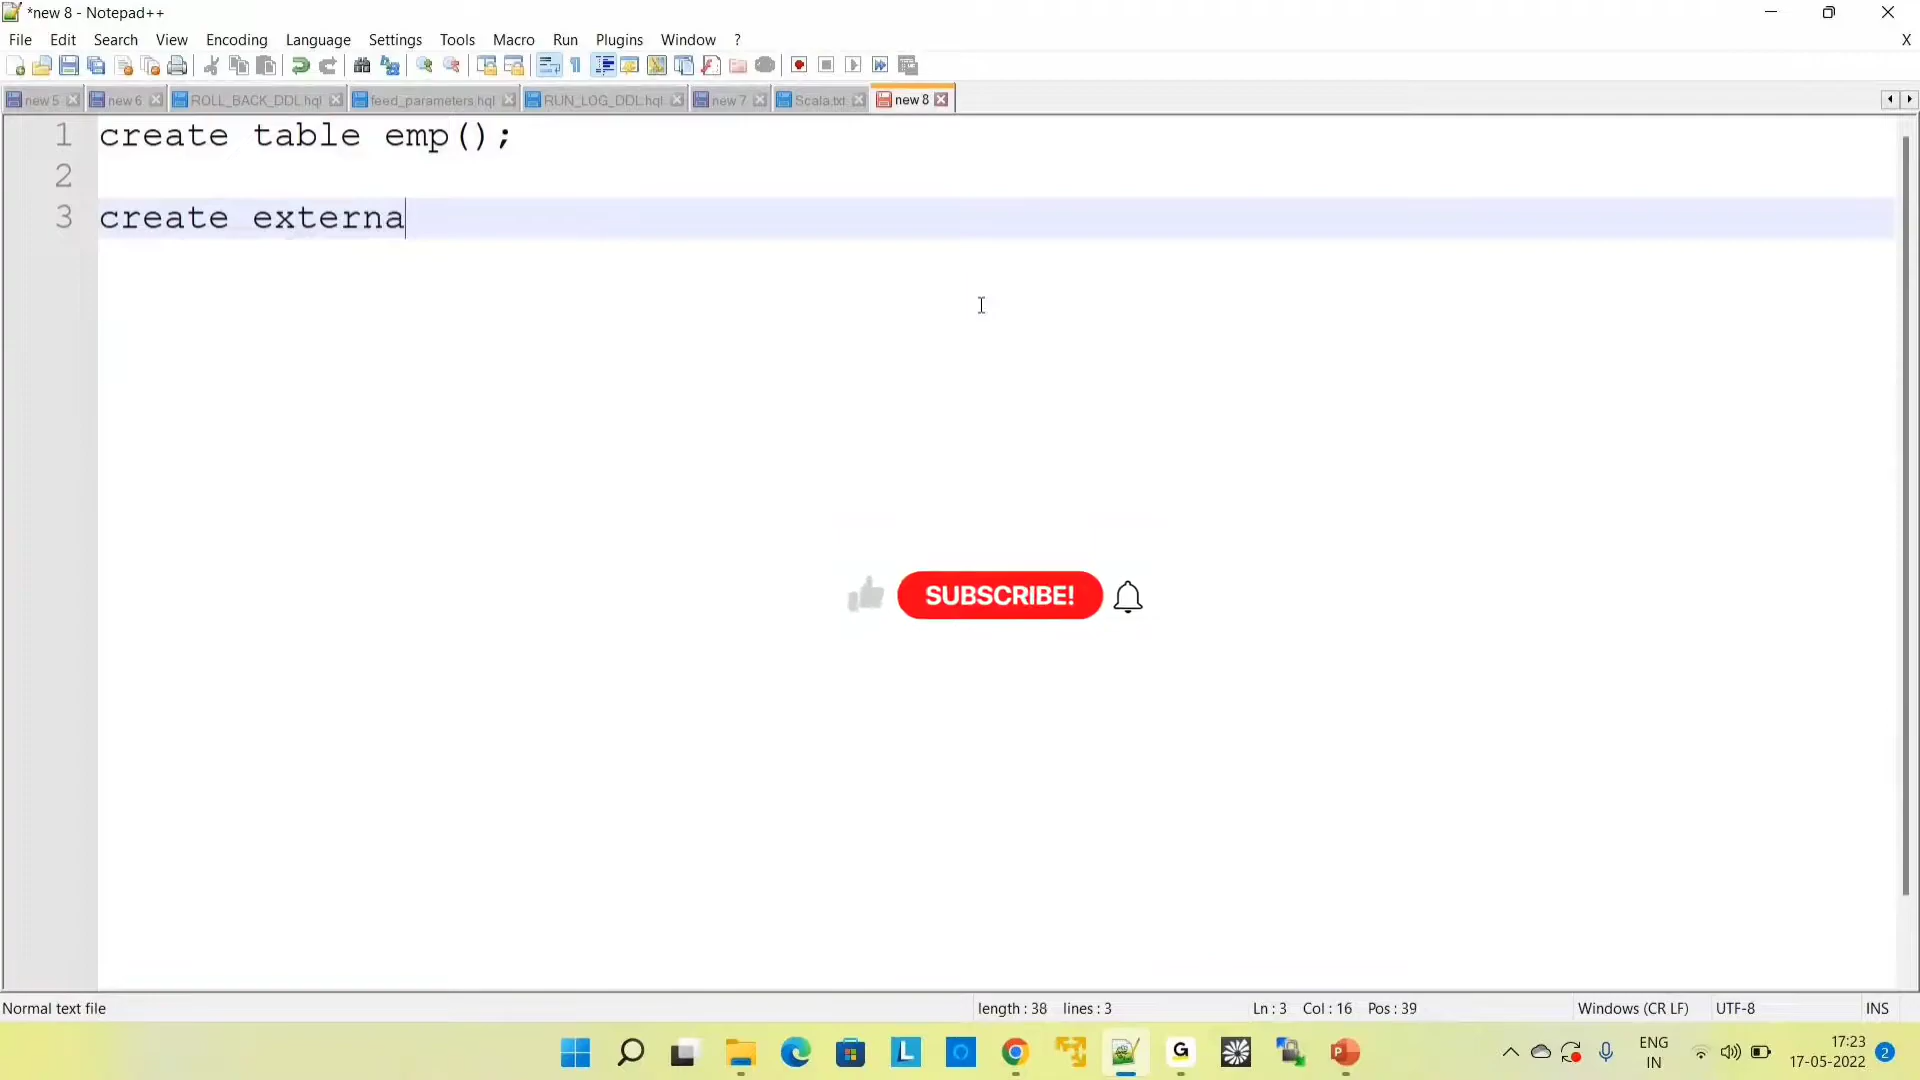 *new 8 - Notepad++
File Edit Search View Encoding Language Settings Tools Macro Run Plugins Window ? X
new 5 new 6 ROLL_BACK_DDL.hql feed_parameters.hql RUN_LOG_DDL.hql new 7 Scala.txt new 8
1 create table emp();
2
3 create externa
SUBSCRIBE!
Normal text file length : 38 lines : 3 Ln : 3 Col : 16 Pos : 39 Windows (CR LF) UTF-8 INS
ENG 17:23
IN 17-05-2022 2